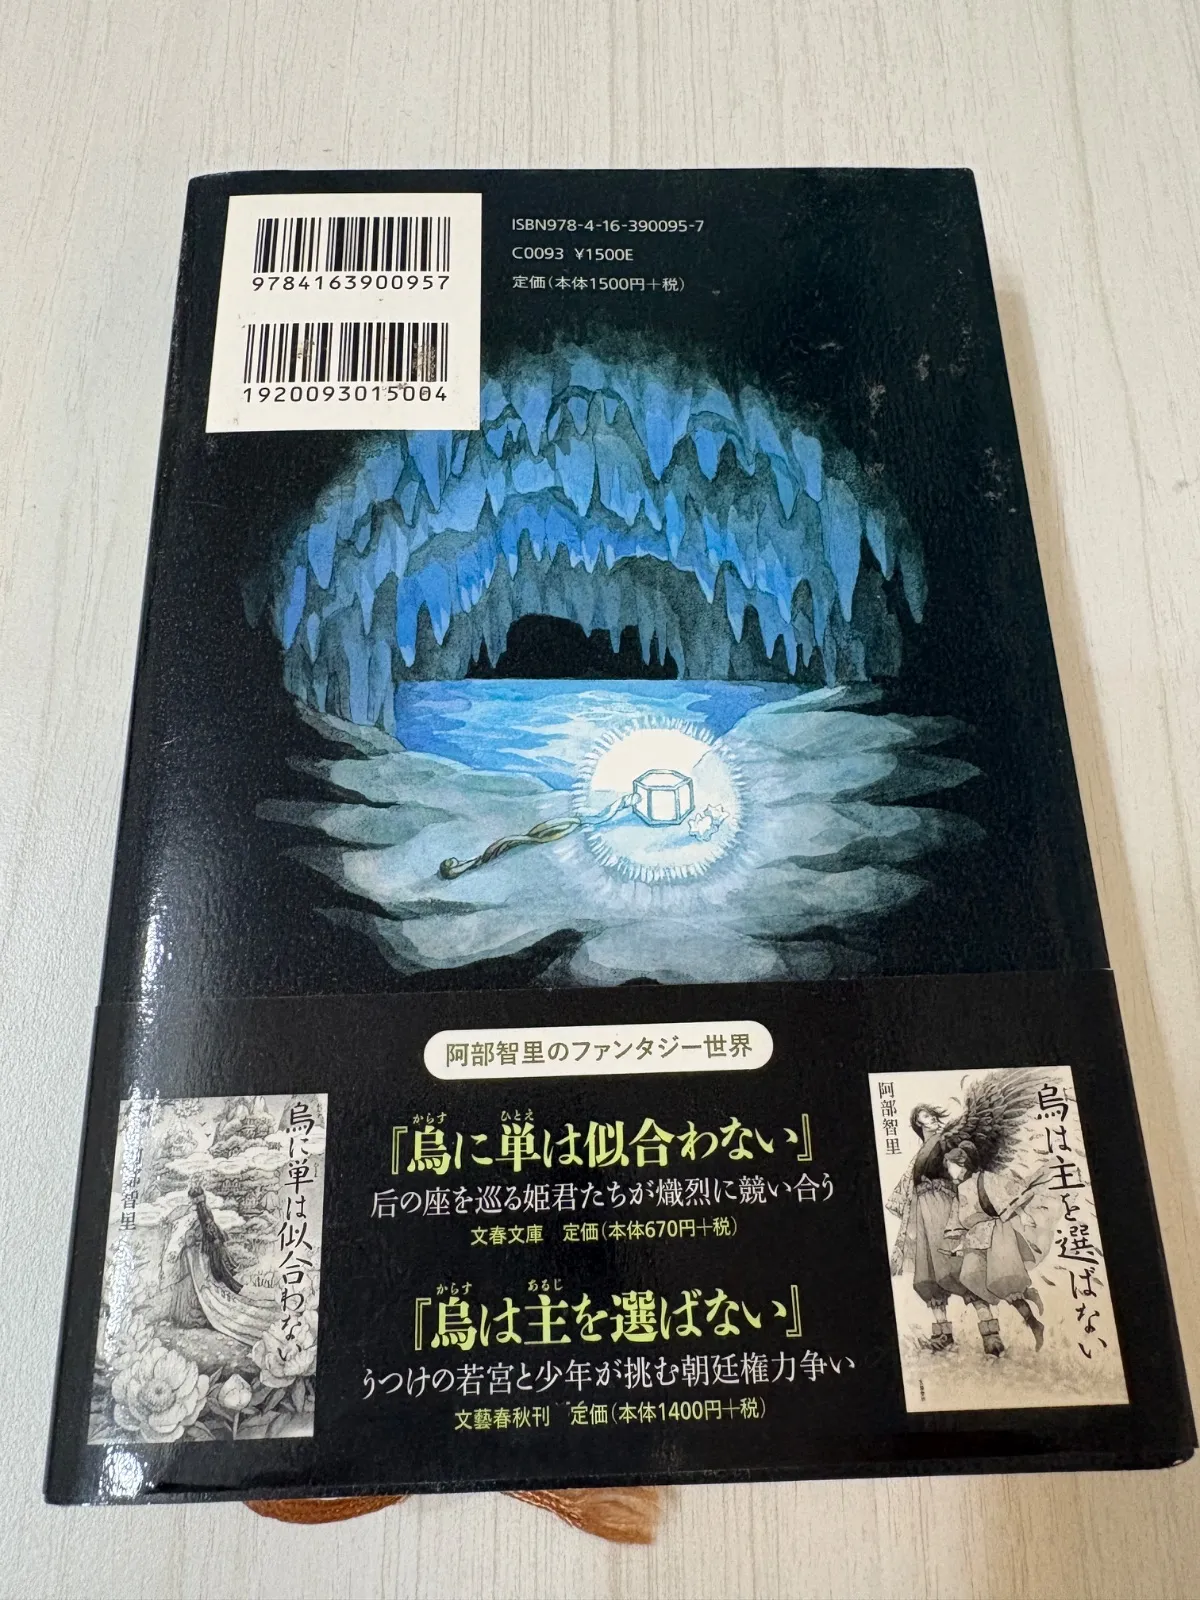 ISBN978-4-16-390095-7
C0093 ¥1500E
定価(本体1500円+税)
9784163900957
1920093015004
阿部智里のファンタジー世界
烏に単は似合わない
阿部智里
からす ひとえ
『烏に単は似合わない』
后の座を巡る姫君たちが熾烈に競い合う
文春文庫 定価(本体670円+税)
からす あるじ
『烏は主を選ばない』
うつけの若宮と少年が挑む朝廷権力争い
文藝春秋刊 定価(本体1400円+税)
烏は主を選ばない
阿部智里